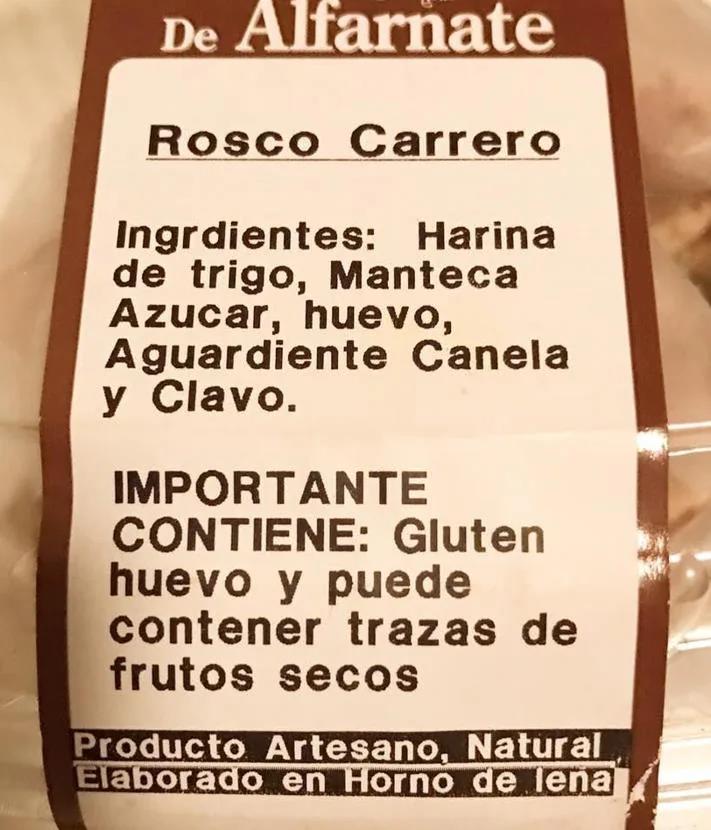 De Alfarnate
Rosco Carrero
Ingrdientes: Harina
de trigo, Manteca
Azucar, huevo,
Aguardiente Canela
y Clavo.
IMPORTANTE
CONTIENE: Gluten
huevo y puede
contener trazas de
frutos secos
Producto Artesano, Natural
Elaborado en Horno de leña